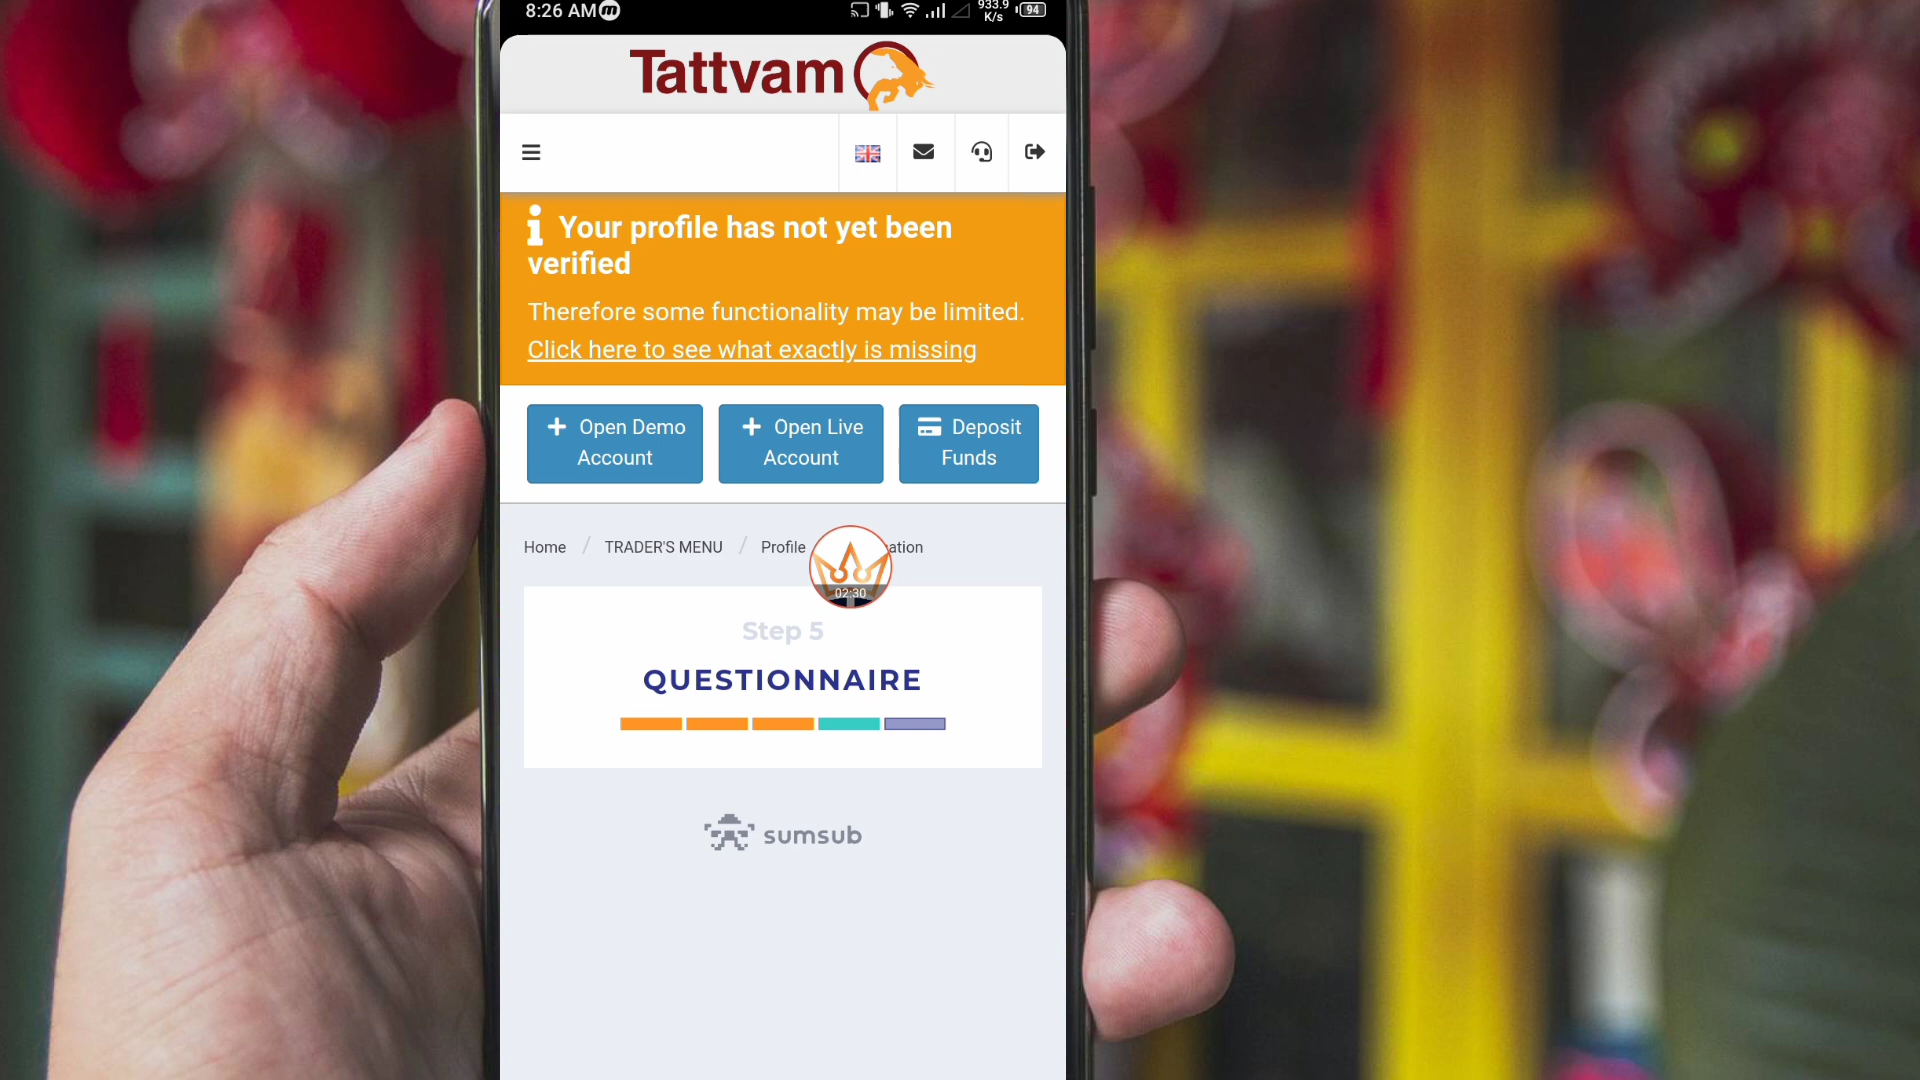 8:26 AM
933.9
K/s
94
Tattvam
Your profile has not yet been
verified
Therefore some functionality may be limited.
Click here to see what exactly is missing
Open Demo
Account
Open Live
Account
Deposit
Funds
Home / TRADER'S MENU / Profile ation
02:30
Step 5
QUESTIONNAIRE
sumsub